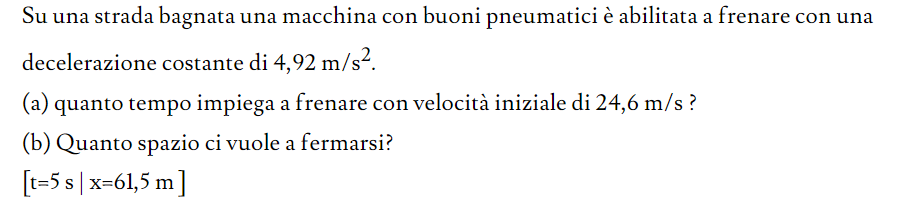 Su una strada bagnata una macchina con buoni pneumatici è abilitata a frenare con una
decelerazione costante di 4,92 m/s².
(a) quanto tempo impiega a frenare con velocità iniziale di 24,6 m/s ?
(b) Quanto spazio ci vuole a fermarsi?
[t=5 s | x=61,5 m ]